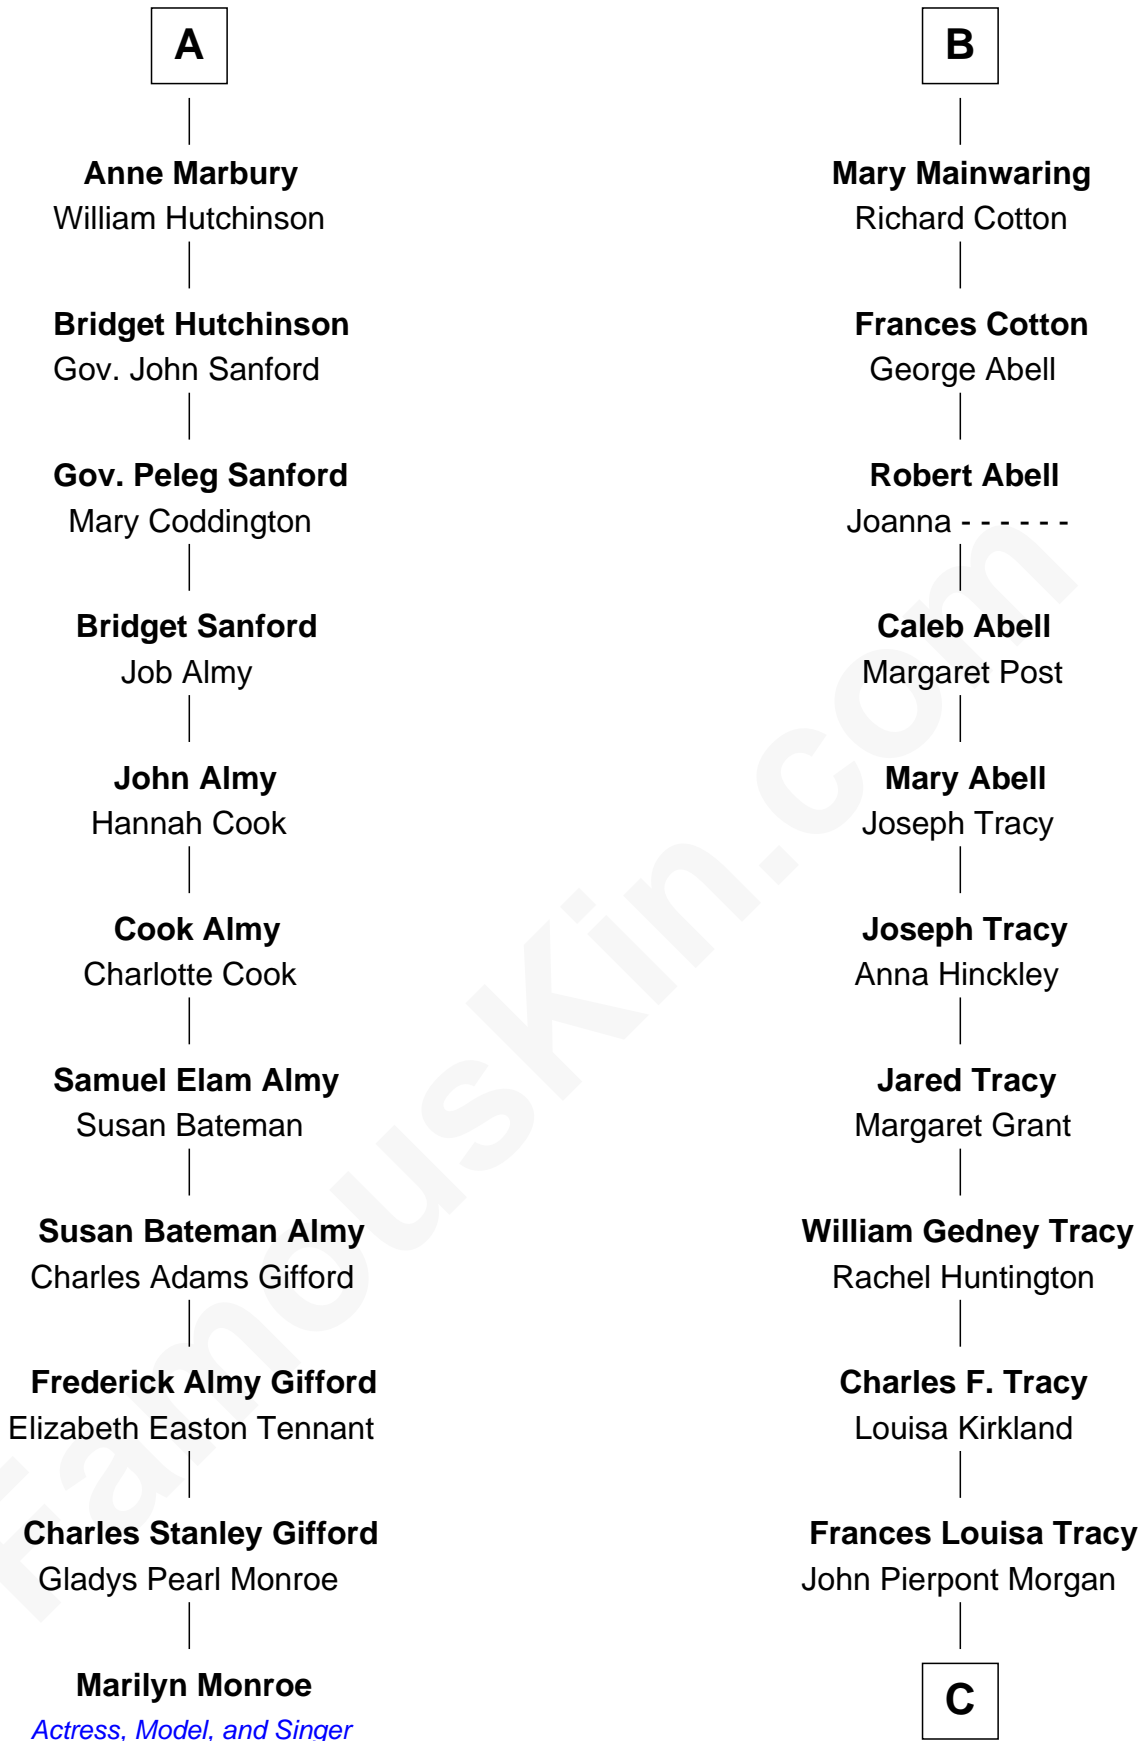 A
Anne Marbury
William Hutchinson
Bridget Hutchinson
Gov. John Sanford
Gov. Peleg Sanford
Mary Coddington
Bridget Sanford
Job Almy
John Almy
Hannah Cook
Cook Almy
Charlotte Cook
Samuel Elam Almy
Susan Bateman
Susan Bateman Almy
Charles Adams Gifford
Frederick Almy Gifford
Elizabeth Easton Tennant
Charles Stanley Gifford
Gladys Pearl Monroe
Marilyn Monroe
Actress, Model, and Singer
B
Mary Mainwaring
Richard Cotton
Frances Cotton
George Abell
Robert Abell
Joanna - - - - - -
Caleb Abell
Margaret Post
Mary Abell
Joseph Tracy
Joseph Tracy
Anna Hinckley
Jared Tracy
Margaret Grant
William Gedney Tracy
Rachel Huntington
Charles F. Tracy
Louisa Kirkland
Frances Louisa Tracy
John Pierpont Morgan
C
FamousKin.com